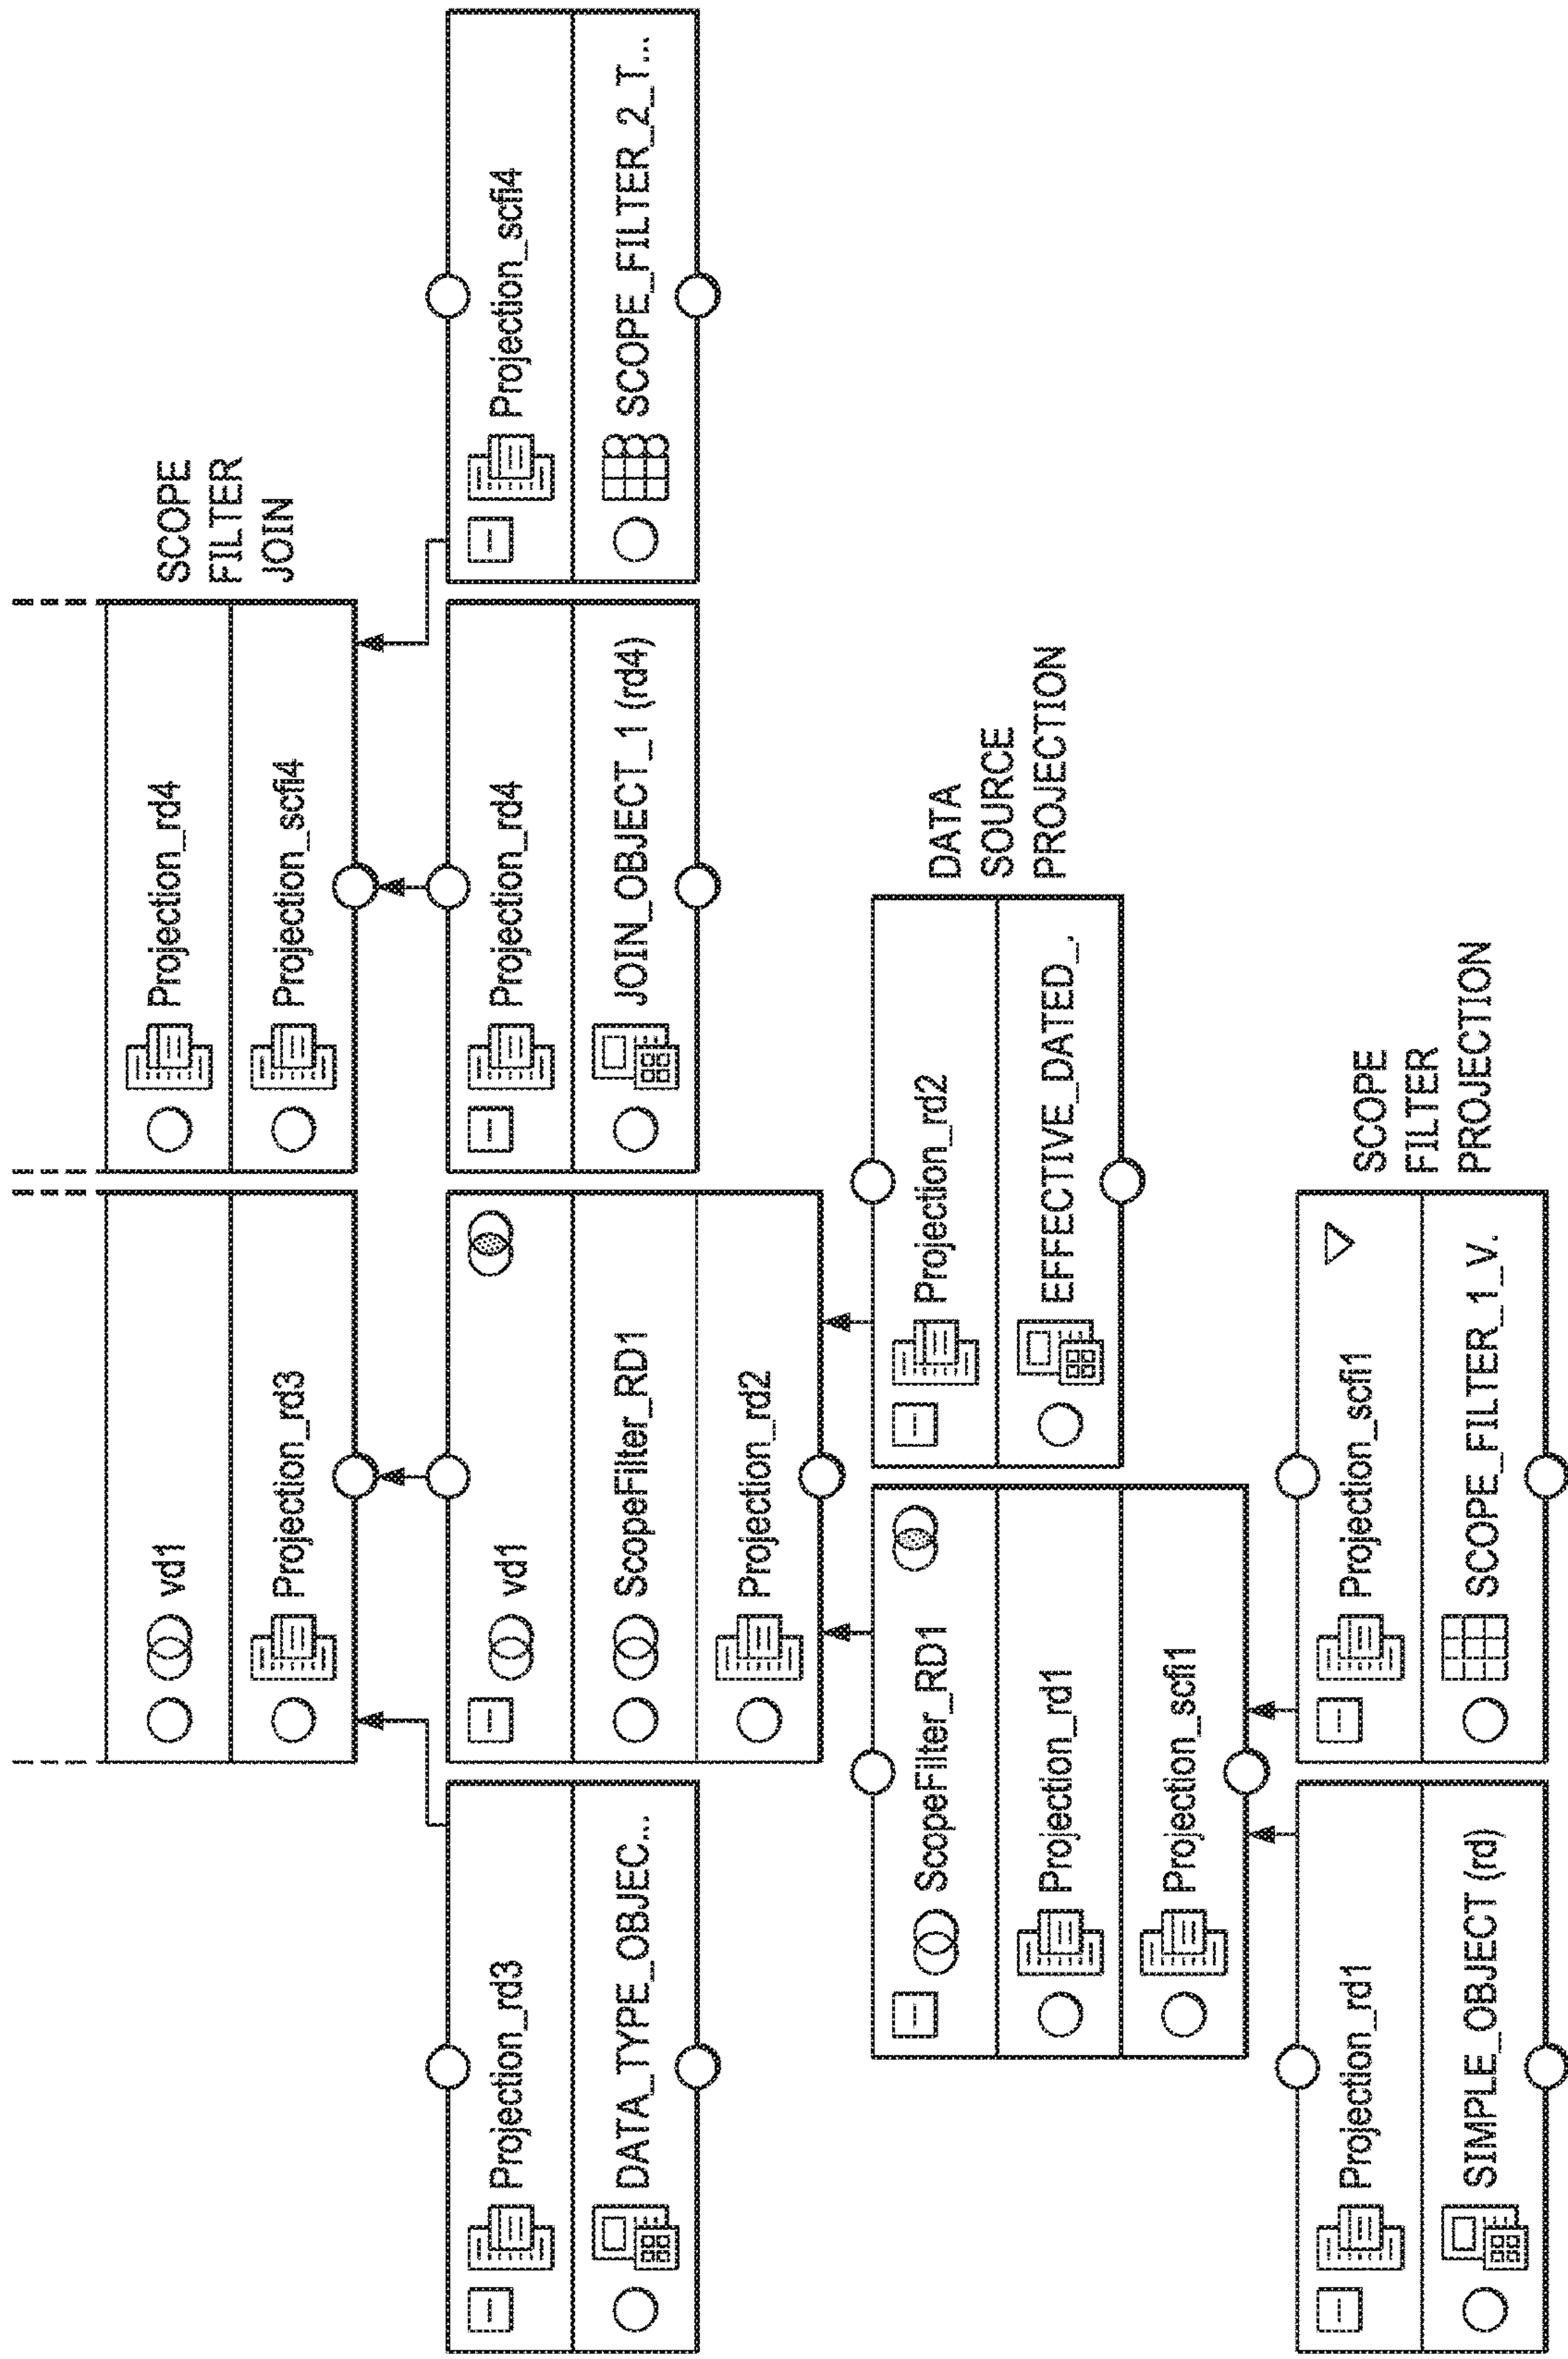 vd1
Projection_rd3
Projection_rd4
Projection_scfi4
SCOPE
FILTER
JOIN
Projection_rd3
DATA_TYPE_OBJEC...
vd1
ScopeFilter_RD1
Projection_rd2
Projection_rd4
JOIN_OBJECT_1 (rd4)
Projection_scfi4
SCOPE_FILTER_2_T...
ScopeFilter_RD1
Projection_rd1
Projection_scfi1
Projection_rd2
EFFECTIVE_DATED_.
DATA
SOURCE
PROJECTION
Projection_rd1
SIMPLE_OBJECT (rd)
Projection_scfi1
SCOPE_FILTER_1_V.
SCOPE
FILTER
PROJECTION